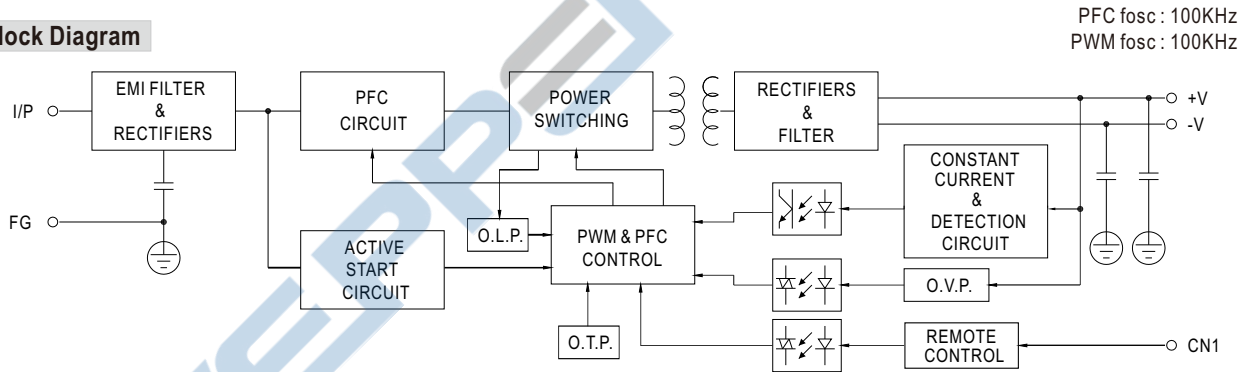 PFC fosc : 100KHz
PWM fosc : 100KHz
lock Diagram
I/P
EMI FILTER
&
RECTIFIERS
PFC
CIRCUIT
POWER
SWITCHING
RECTIFIERS
&
FILTER
+V
-V
CONSTANT
CURRENT
&
DETECTION
CIRCUIT
FG
O.L.P.
PWM & PFC
CONTROL
ACTIVE
START
CIRCUIT
O.V.P.
O.T.P.
REMOTE
CONTROL
CN1